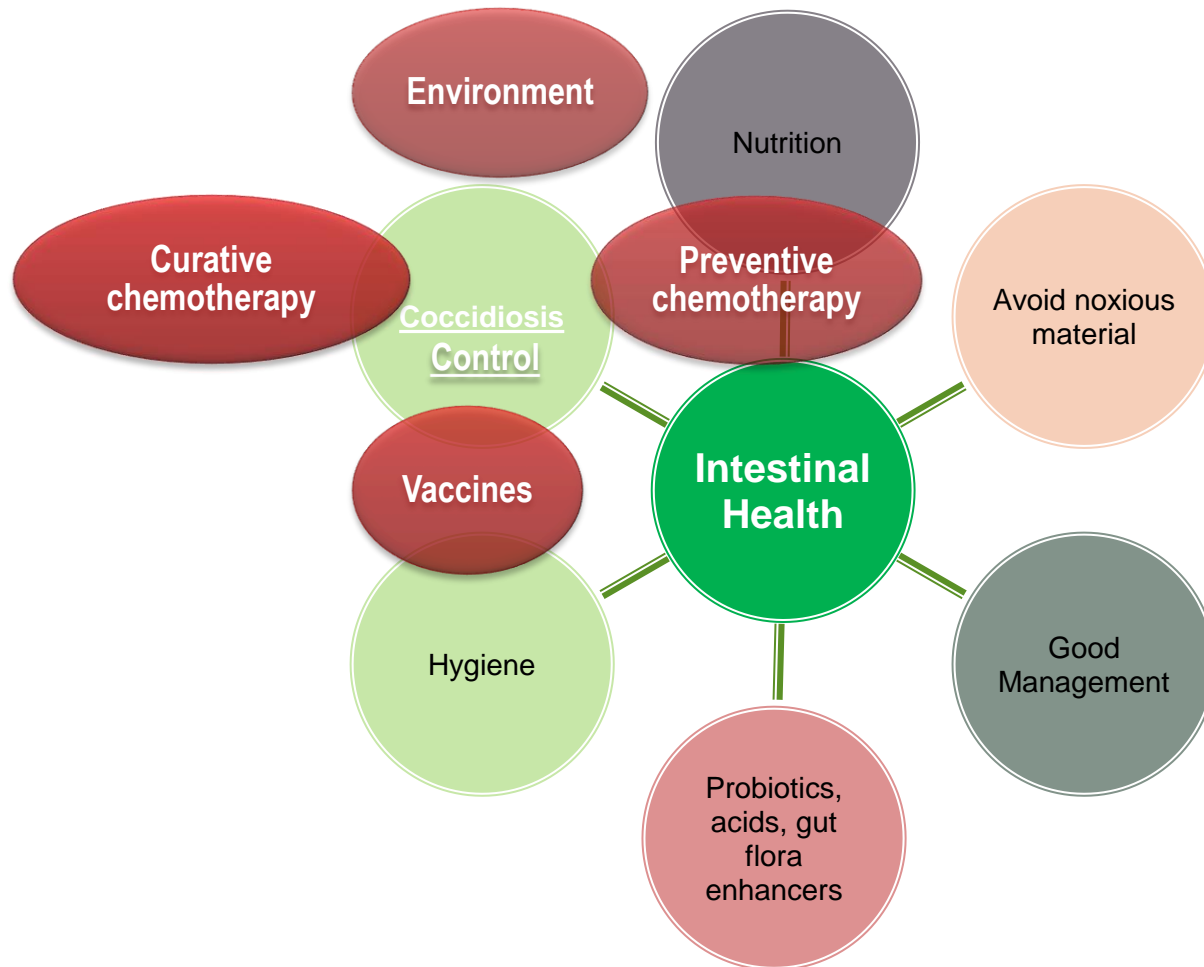 Environment
Nutrition
Curative
chemotherapy
Preventive
chemotherapy
Coccidiosis
Control
Avoid noxious
material
Intestinal
Health
Vaccines
Hygiene
Good
Management
Probiotics,
acids, gut
flora
enhancers